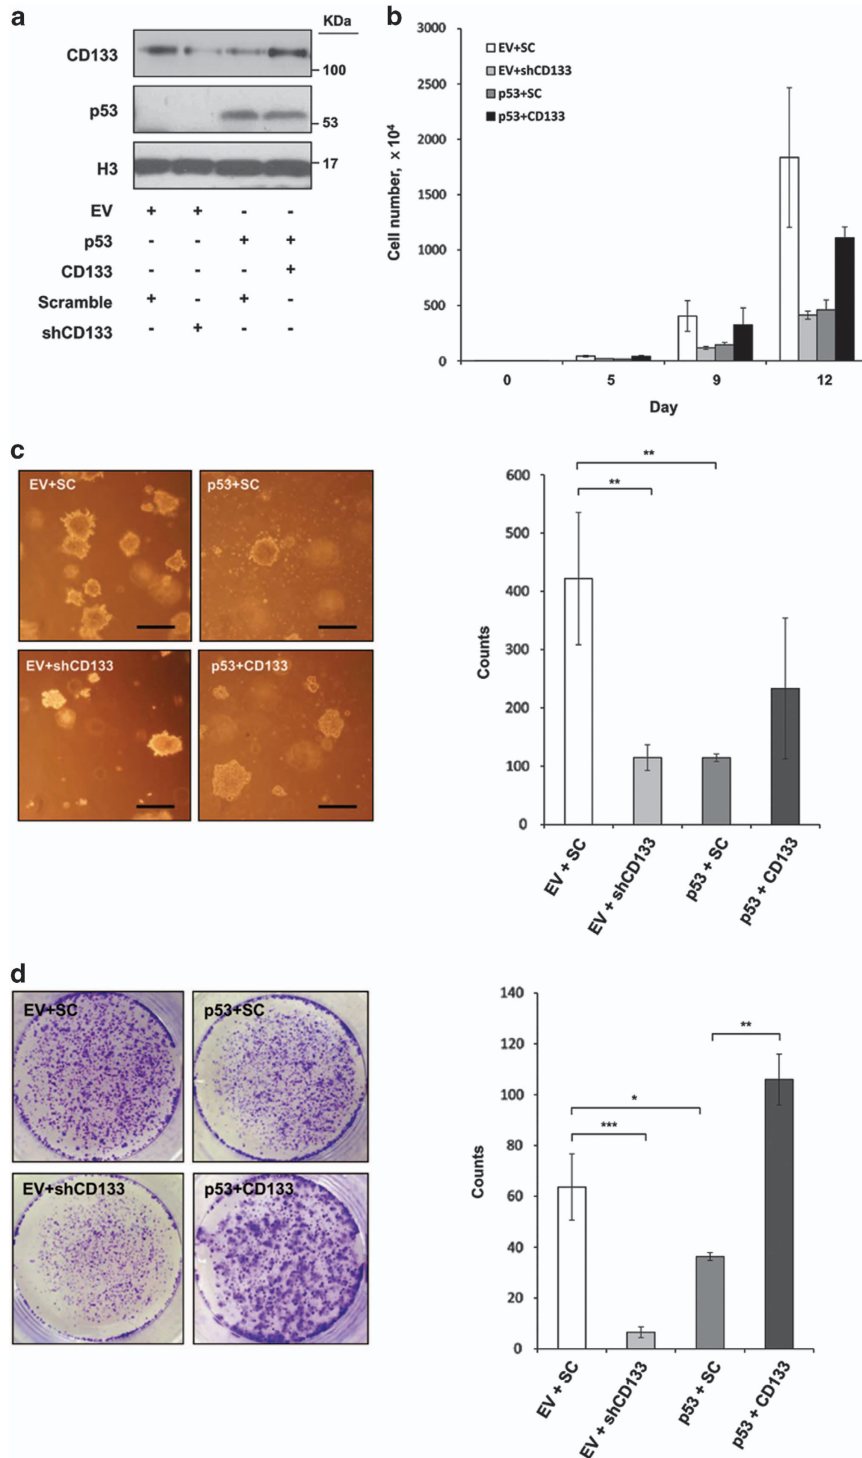 a
KDa
CD133
100
p53
53
H3
17
EV + + - -
p53 - - + +
CD133 - - - +
Scramble + - + -
shCD133 - + - -
b
3000
2500
2000
1500
1000
500
0
Cell number, × 10⁴
EV+SC
EV+shCD133
p53+SC
p53+CD133
0 5 9 12
Day
c
EV+SC
p53+SC
EV+shCD133
p53+CD133
600
500
400
300
200
100
0
Counts
**
**
EV + SC
EV + shCD133
p53 + SC
p53 + CD133
d
EV+SC
p53+SC
EV+shCD133
p53+CD133
140
120
100
80
60
40
20
0
Counts
**
*
***
EV + SC
EV + shCD133
p53 + SC
p53 + CD133